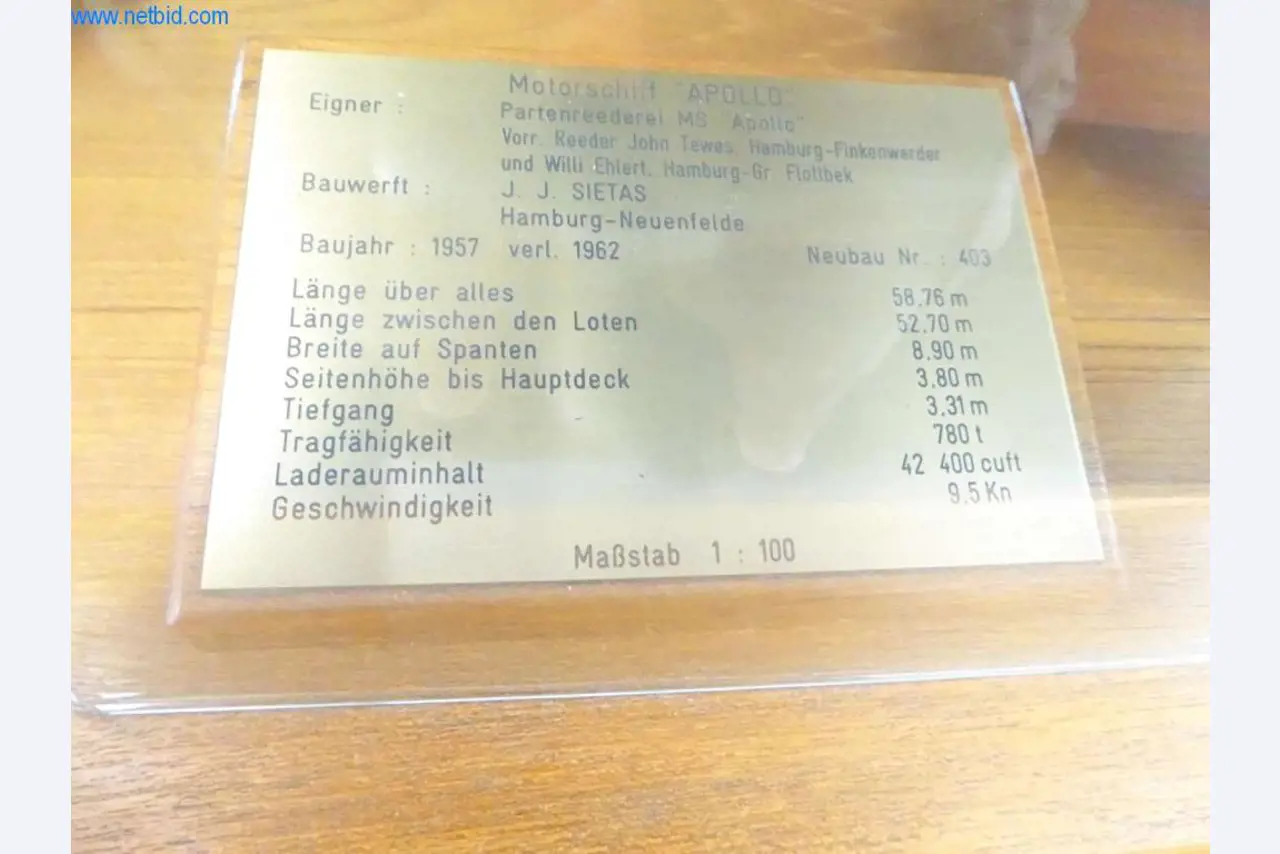 www.netbid.com
Motorschiff "APOLLO"
Eigner : Partenreederei MS "Apollo"
Vorr. Reeder John Tewes, Hamburg-Finkenwerder
und Willi Ehlert, Hamburg-Gr. Flottbek
Bauwerft : J. J. SIETAS
Hamburg-Neuenfelde
Baujahr : 1957 verl. 1962 Neubau Nr. : 403
Länge über alles 58,76 m
Länge zwischen den Loten 52,70 m
Breite auf Spanten 8,90 m
Seitenhöhe bis Hauptdeck 3,80 m
Tiefgang 3,31 m
Tragfähigkeit 780 t
Laderauminhalt 42 400 cuft
Geschwindigkeit 9,5 Kn
Maßstab 1 : 100